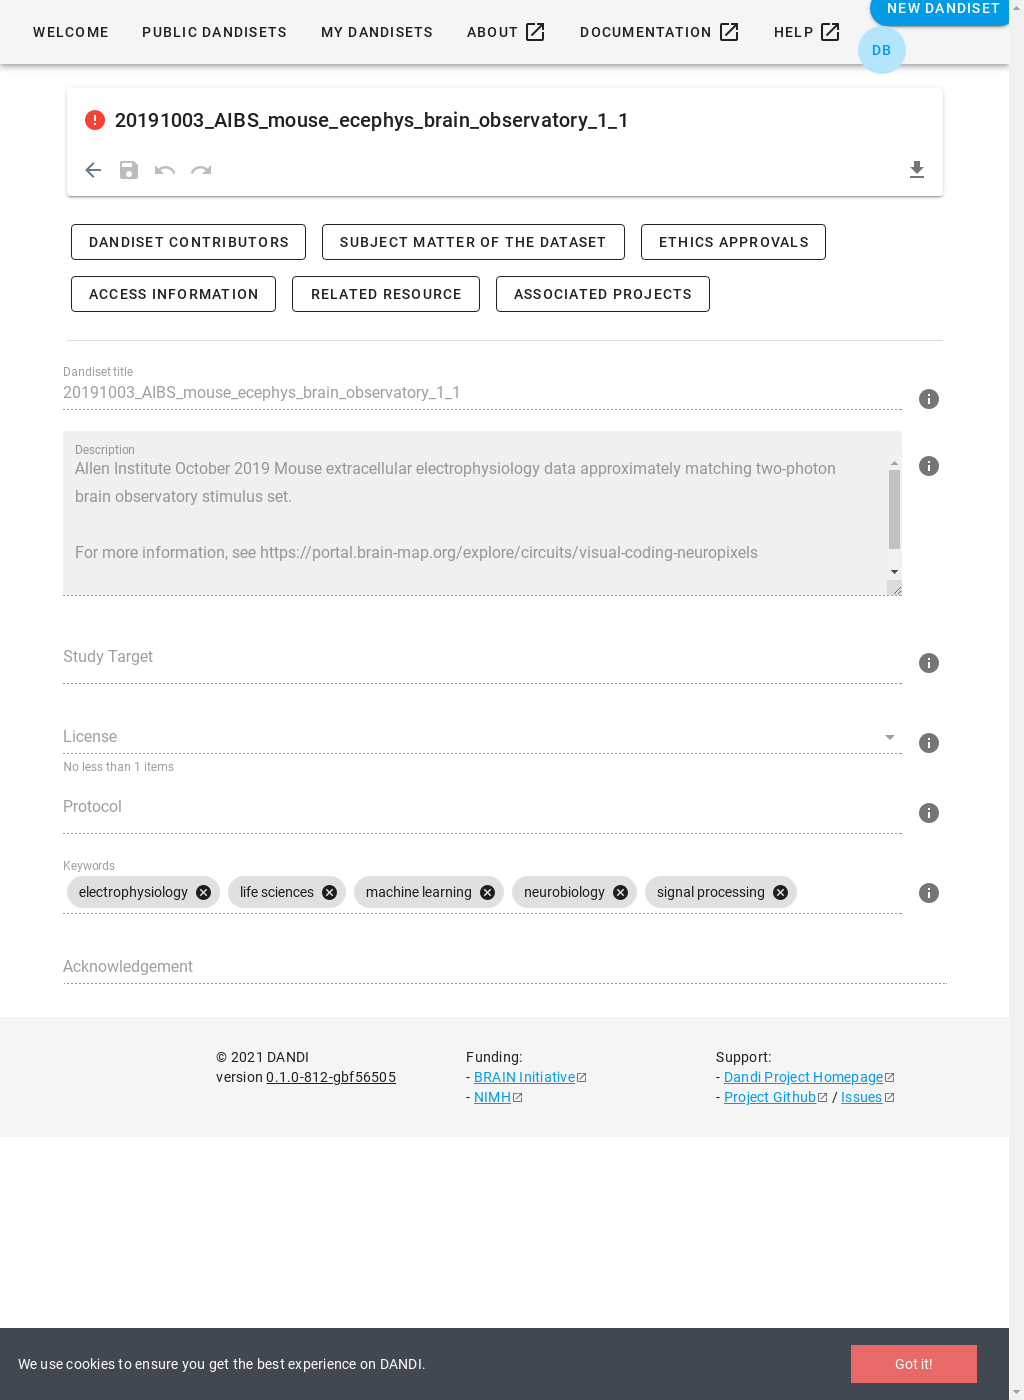 WELCOME PUBLIC DANDISETS MY DANDISETS ABOUT DOCUMENTATION HELP NEW DANDISET
DB
20191003_AIBS_mouse_ecephys_brain_observatory_1_1
DANDISET CONTRIBUTORS SUBJECT MATTER OF THE DATASET ETHICS APPROVALS
ACCESS INFORMATION RELATED RESOURCE ASSOCIATED PROJECTS
Dandiset title
20191003_AIBS_mouse_ecephys_brain_observatory_1_1
Description
Allen Institute October 2019 Mouse extracellular electrophysiology data approximately matching two-photon
brain observatory stimulus set.
For more information, see https://portal.brain-map.org/explore/circuits/visual-coding-neuropixels
Study Target
License
No less than 1 items
Protocol
Keywords
electrophysiology life sciences machine learning neurobiology signal processing
Acknowledgement
© 2021 DANDI
version 0.1.0-812-gbf56505
Funding:
- BRAIN Initiative
- NIMH
Support:
- Dandi Project Homepage
- Project Github / Issues
We use cookies to ensure you get the best experience on DANDI.
Got it!